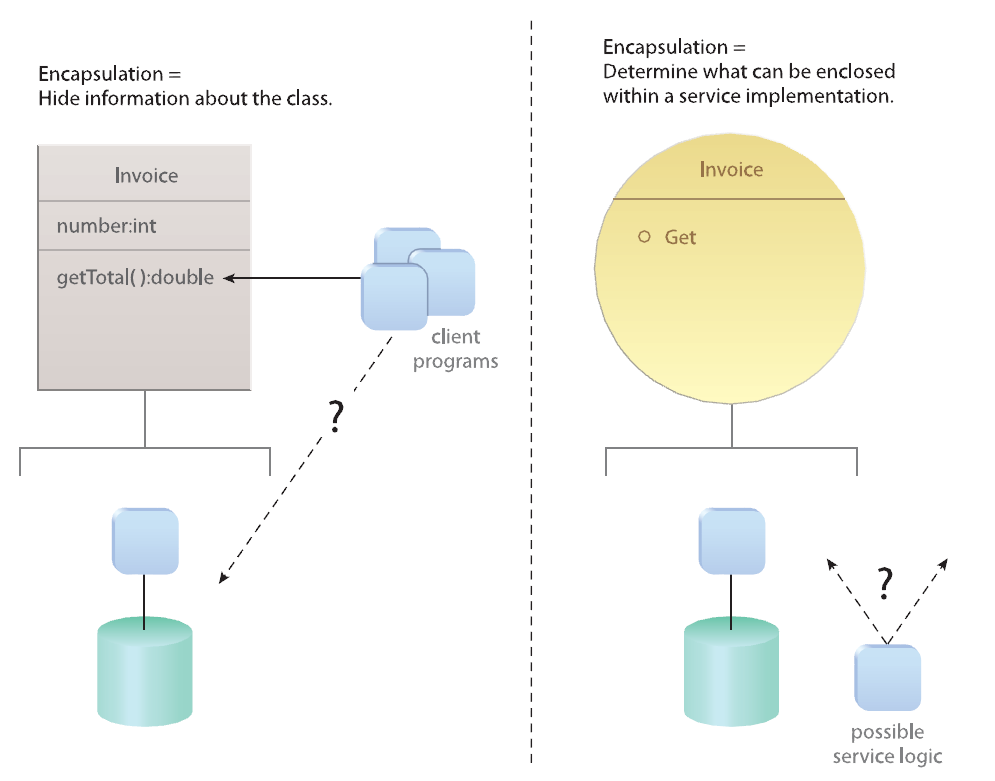 Encapsulation =
Hide information about the class.
Invoice
number:int
getTotal( ):double
client
programs
?
Encapsulation =
Determine what can be enclosed
within a service implementation.
Invoice
Get
?
possible
service logic